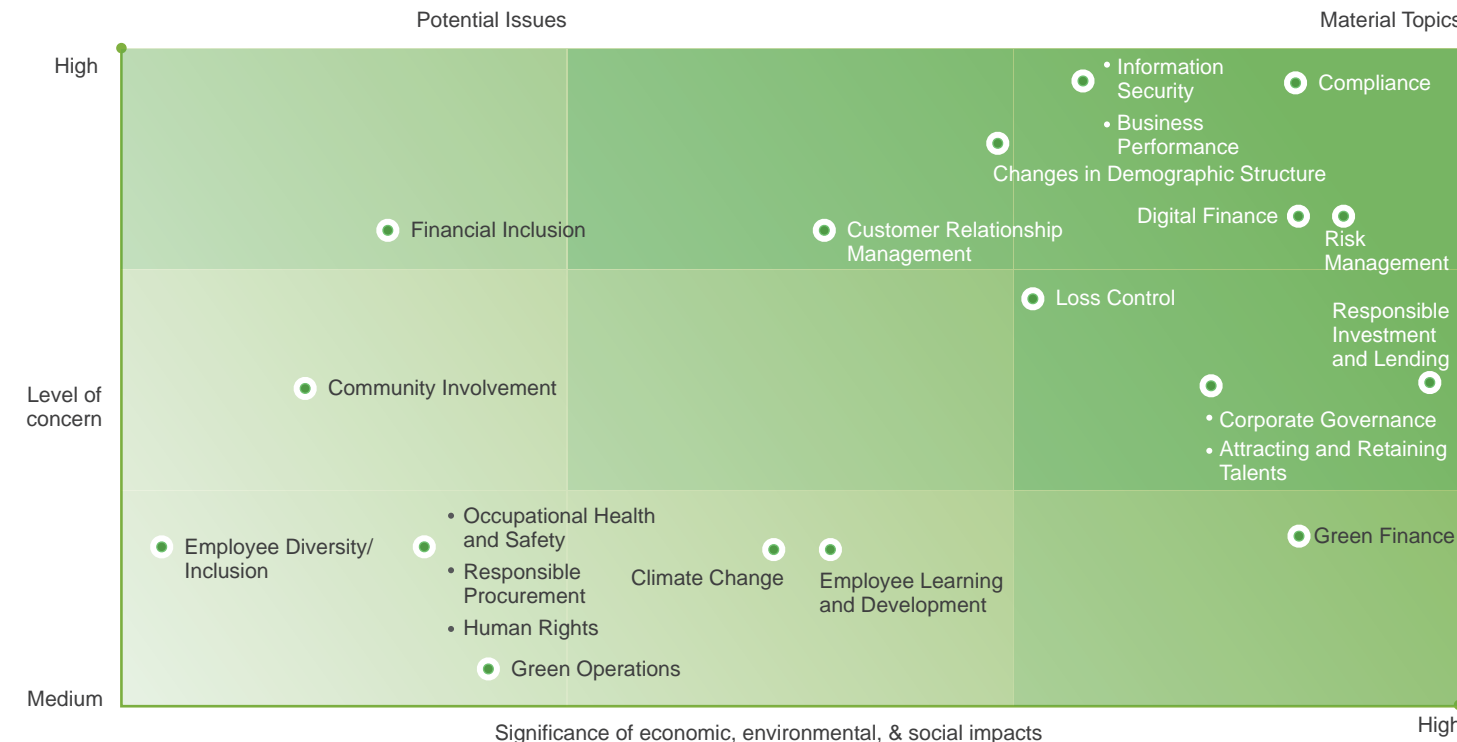 Potential Issues
Material Topics
High
• Information
Security
• Business
Performance
Compliance
Changes in Demographic Structure
Financial Inclusion
Customer Relationship
Management
Digital Finance
Risk
Management
Loss Control
Responsible
Investment
and Lending
Level of
concern
Community Involvement
• Corporate Governance
• Attracting and Retaining
Talents
Employee Diversity/
Inclusion
• Occupational Health
and Safety
• Responsible
Procurement
• Human Rights
Climate Change
Employee Learning
and Development
Green Finance
Green Operations
Medium
Significance of economic, environmental, & social impacts
High